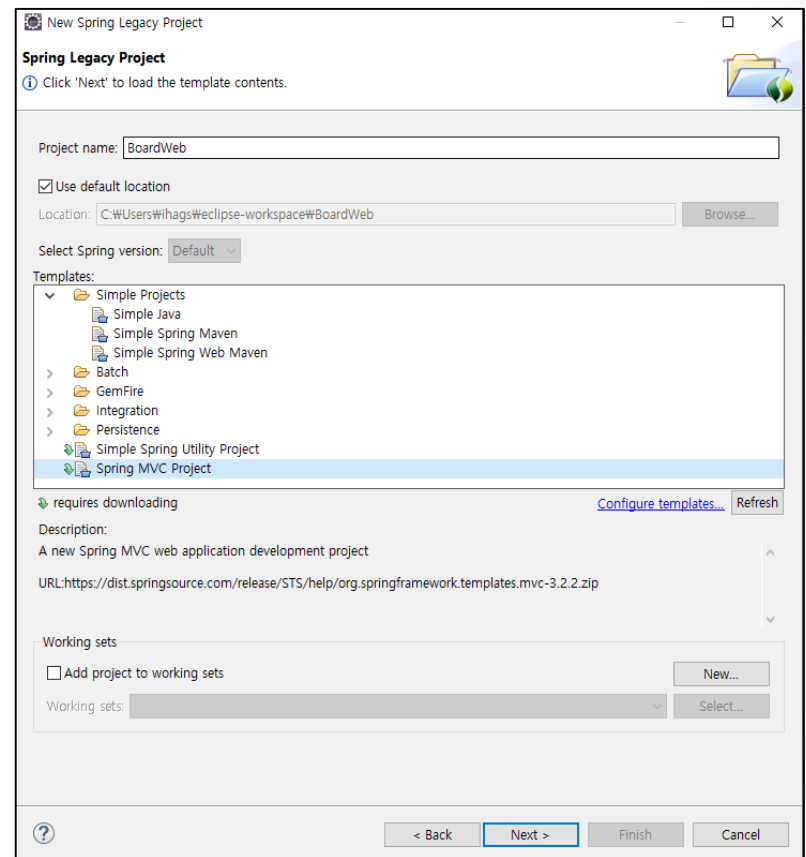 New Spring Legacy Project
Spring Legacy Project
Click 'Next' to load the template contents.
Project name: BoardWeb
Use default location
Location: C:₩Users₩ihags₩eclipse-workspace₩BoardWeb Browse...
Select Spring version: Default
Templates:
Simple Projects
Simple Java
Simple Spring Maven
Simple Spring Web Maven
Batch
GemFire
Integration
Persistence
Simple Spring Utility Project
Spring MVC Project
requires downloading Configure templates... Refresh
Description:
A new Spring MVC web application development project
URL:https://dist.springsource.com/release/STS/help/org.springframework.templates.mvc-3.2.2.zip
Working sets
Add project to working sets New...
Working sets: Select...
? < Back Next > Finish Cancel